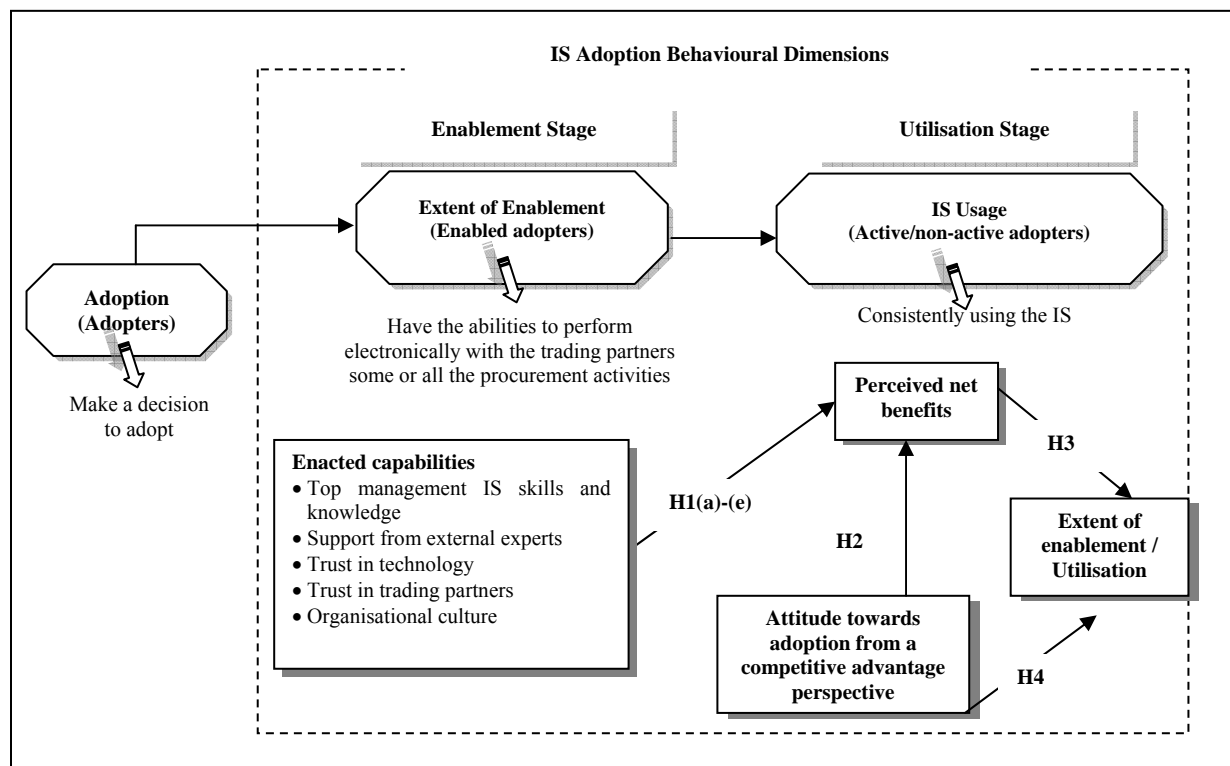 IS Adoption Behavioural Dimensions
Enablement Stage
Utilisation Stage
Extent of Enablement
(Enabled adopters)
IS Usage
(Active/non-active adopters)
Adoption
(Adopters)
Have the abilities to perform
electronically with the trading partners
some or all the procurement activities
Consistently using the IS
Make a decision
to adopt
Perceived net
benefits
Enacted capabilities
• Top management IS skills and
knowledge
• Support from external experts
• Trust in technology
• Trust in trading partners
• Organisational culture
H1(a)-(e)
H2
H3
Extent of
enablement /
Utilisation
Attitude towards
adoption from a
competitive advantage
perspective
H4